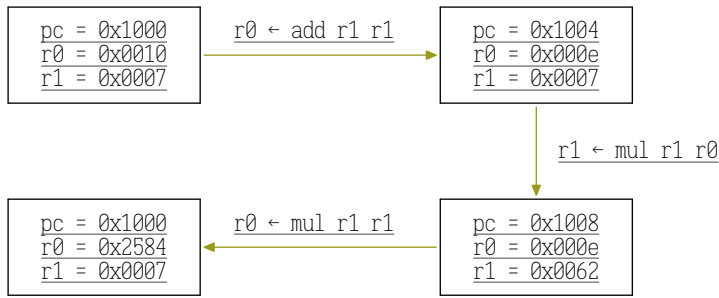 pc = 0x1000
r0 = 0x0010
r1 = 0x0007
r0 ← add r1 r1
pc = 0x1004
r0 = 0x000e
r1 = 0x0007
r1 ← mul r1 r0
pc = 0x1008
r0 = 0x000e
r1 = 0x0062
r0 ← mul r1 r1
pc = 0x1000
r0 = 0x2584
r1 = 0x0007